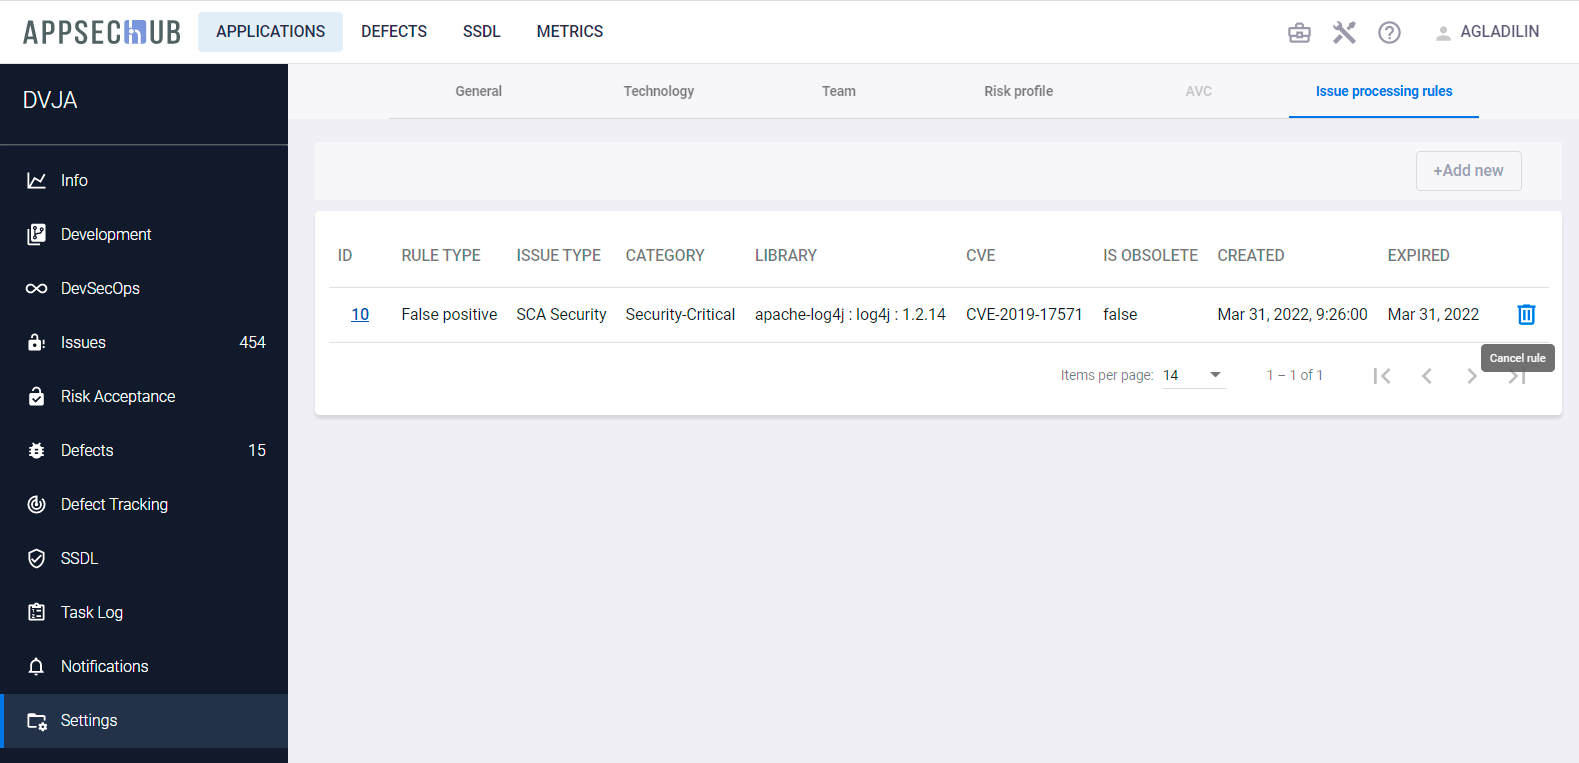 APPSECHUB APPLICATIONS DEFECTS SSDL METRICS AGLADILIN
DVJA
Info
Development
DevSecOps
Issues 454
Risk Acceptance
Defects 15
Defect Tracking
SSDL
Task Log
Notifications
Settings
General Technology Team Risk profile AVC Issue processing rules
+Add new
ID RULE TYPE ISSUE TYPE CATEGORY LIBRARY CVE IS OBSOLETE CREATED EXPIRED
10 False positive SCA Security Security-Critical apache-log4j : log4j : 1.2.14 CVE-2019-17571 false Mar 31, 2022, 9:26:00 Mar 31, 2022
Cancel rule
Items per page: 14 1 – 1 of 1